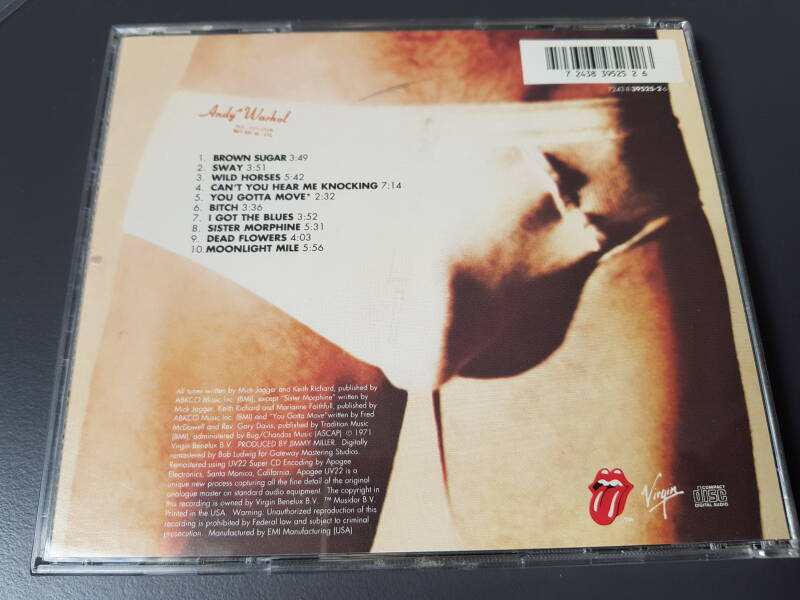 7 24383 39525 2 6
7243-8-39525-2-6
Andy Warhol
1. BROWN SUGAR 3:49
2. SWAY 3:51
3. WILD HORSES 5:42
4. CAN'T YOU HEAR ME KNOCKING 7:14
5. YOU GOTTA MOVE* 2:32
6. BITCH 3:36
7. I GOT THE BLUES 3:52
8. SISTER MORPHINE 5:31
9. DEAD FLOWERS 4:03
10. MOONLIGHT MILE 5:56
All tunes written by Mick Jagger and Keith Richard, published by
ABKCO Music Inc. (BMI), except "Sister Morphine" written by
Mick Jagger, Keith Richard and Marianne Faithfull, published by
ABKCO Music Inc. (BMI) and "You Gotta Move" written by Fred
McDowell and Rev. Gary Davis, published by Tradition Music
(BMI), administered by Bug/Chandos Music (ASCAP) ℗ © 1971
Virgin Benelux B.V. PRODUCED BY JIMMY MILLER. Digitally
remastered by Bob Ludwig for Gateway Mastering Studios.
Remastered using UV22 Super CD Encoding by Apogee
Electronics, Santa Monica, California. Apogee UV22 is a
unique new process capturing all the fine detail of the original
analogue master on standard audio equipment. The copyright in
this recording is owned by Virgin Benelux B.V. ™ Musidor B.V.
Printed in the USA. Warning: Unauthorized reproduction of this
recording is prohibited by Federal law and subject to criminal
prosecution. Manufactured by EMI Manufacturing (USA)
TM
Virgin
COMPACT
disc
DIGITAL AUDIO